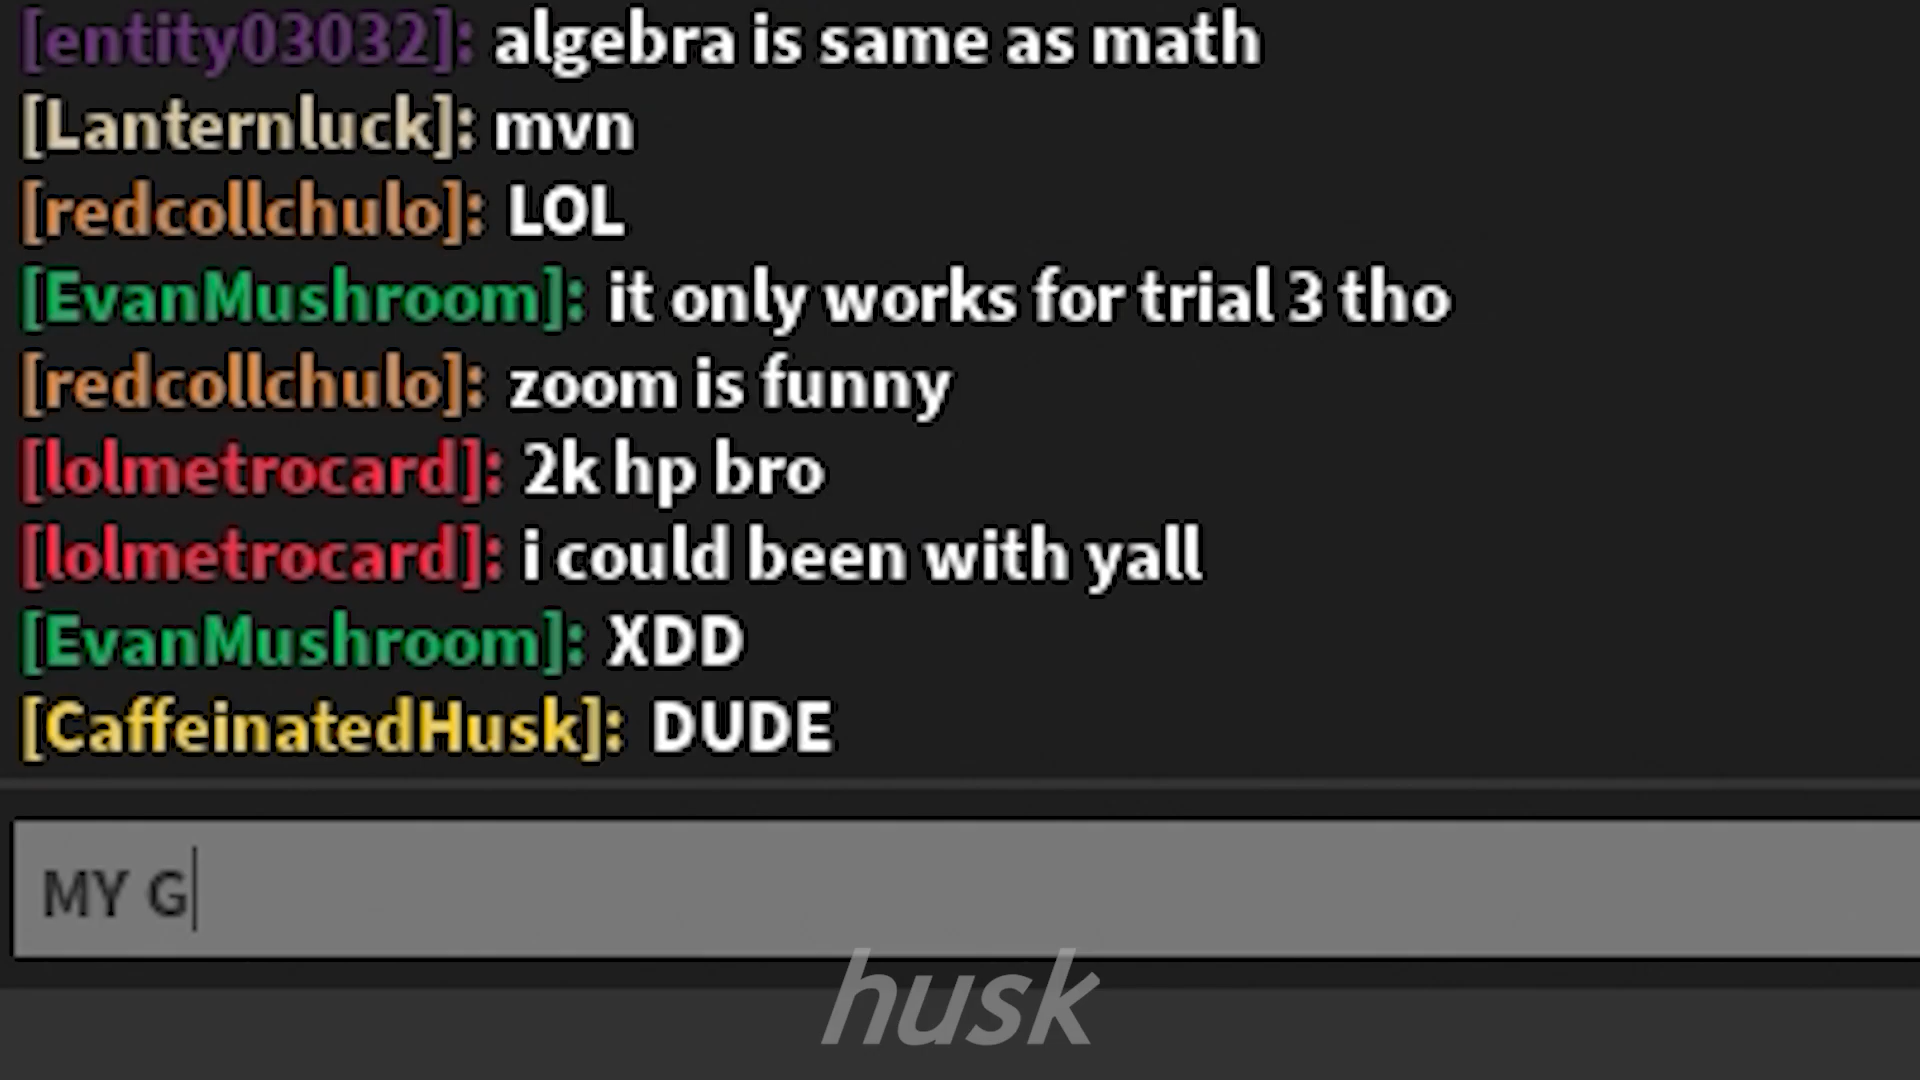 [entity03032]: algebra is same as math
[Lanternluck]: mvn
[redcollchulo]: LOL
[EvanMushroom]: it only works for trial 3 tho
[redcollchulo]: zoom is funny
[lolmetrocard]: 2k hp bro
[lolmetrocard]: i could been with yall
[EvanMushroom]: XDD
[CaffeinatedHusk]: DUDE
MY G
husk